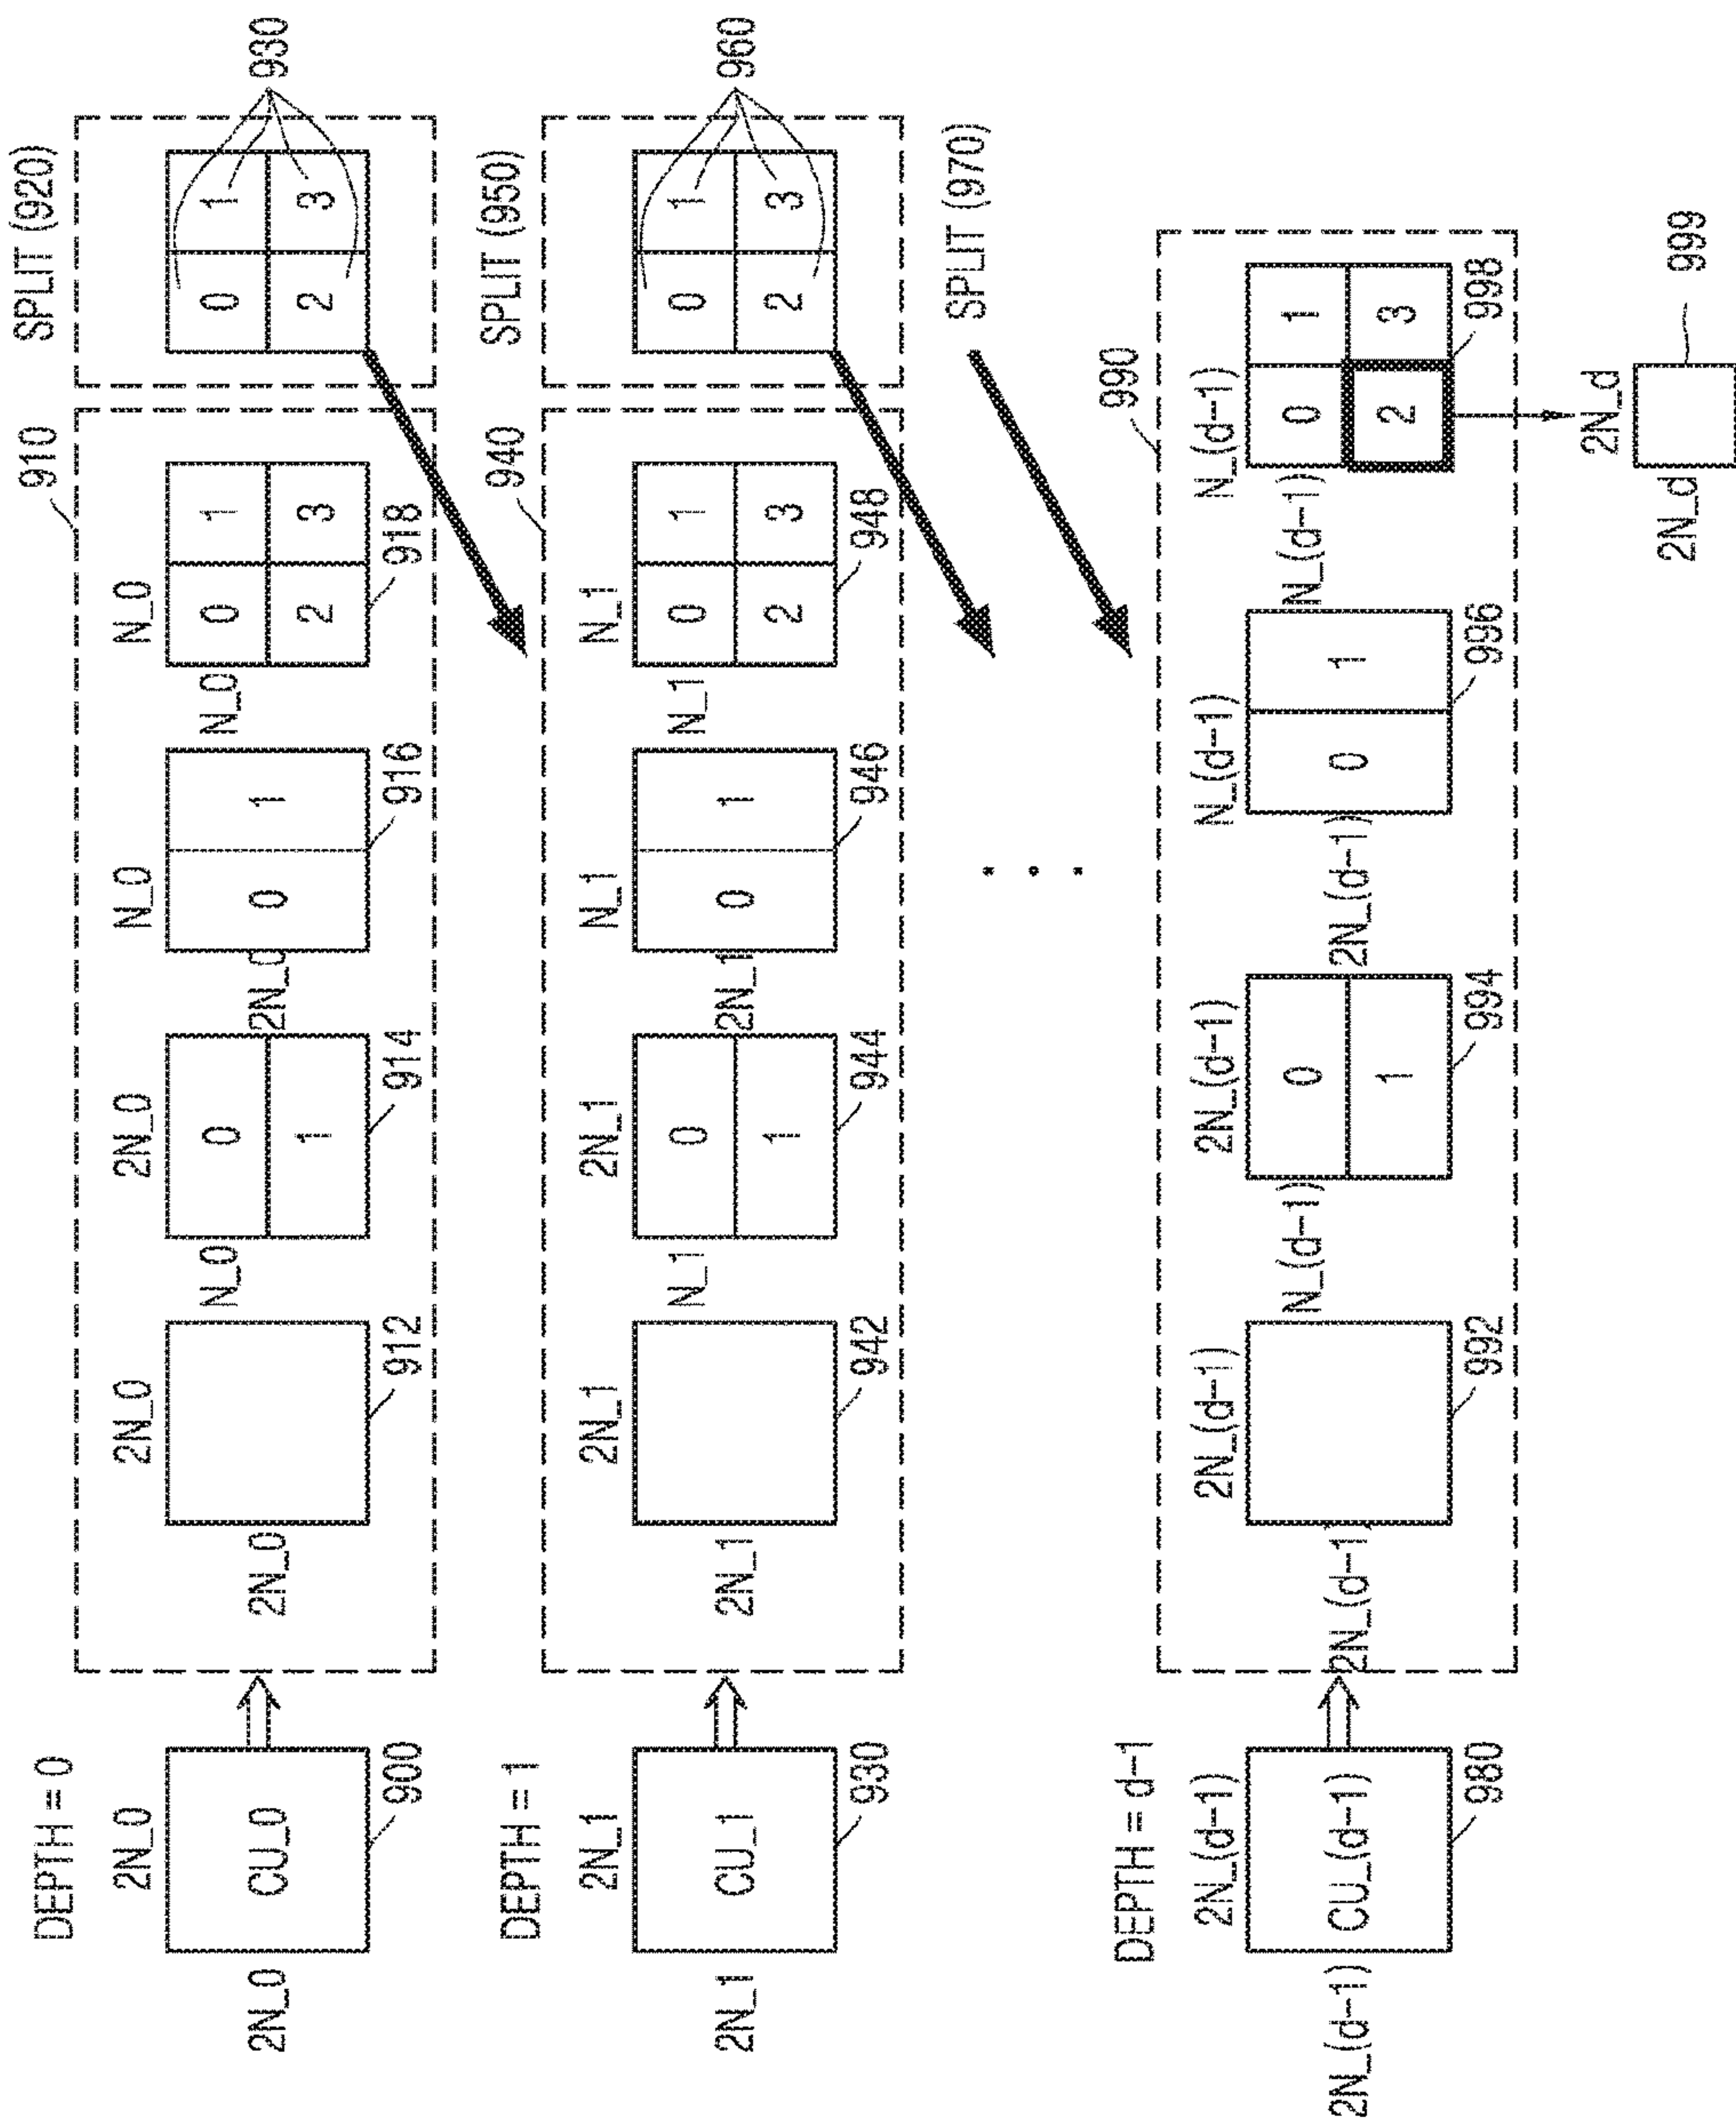 DEPTH = 0
2N_0
2N_0
CU_0
900
910
2N_0
2N_0
912
2N_0
N_0
0
1
914
N_0
2N_0
0 1
916
N_0
N_0
0 1
2 3
918
SPLIT (920)
0 1
2 3
930
DEPTH = 1
2N_1
2N_1
CU_1
930
940
2N_1
2N_1
942
2N_1
N_1
0
1
944
N_1
2N_1
0 1
946
N_1
N_1
0 1
2 3
948
SPLIT (950)
0 1
2 3
960
SPLIT (970)
DEPTH = d-1
2N_(d-1)
2N_(d-1)
CU_(d-1)
980
990
2N_(d-1)
2N_(d-1)
992
2N_(d-1)
N_(d-1)
0
1
994
N_(d-1)
2N_(d-1)
0 1
996
N_(d-1)
N_(d-1)
0 1
2 3
998
2N_d
2N_d
999